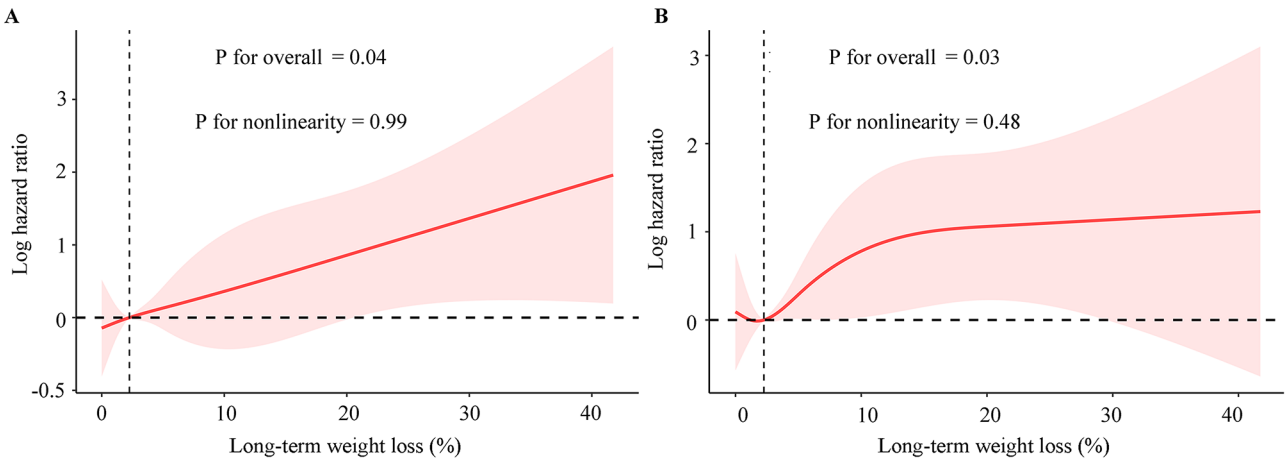 A
P for overall = 0.04
P for nonlinearity = 0.99
Log hazard ratio
3
2
1
0
-0.5
0
10
20
30
40
Long-term weight loss (%)
B
P for overall = 0.03
P for nonlinearity = 0.48
Log hazard ratio
3
2
1
0
0
10
20
30
40
Long-term weight loss (%)